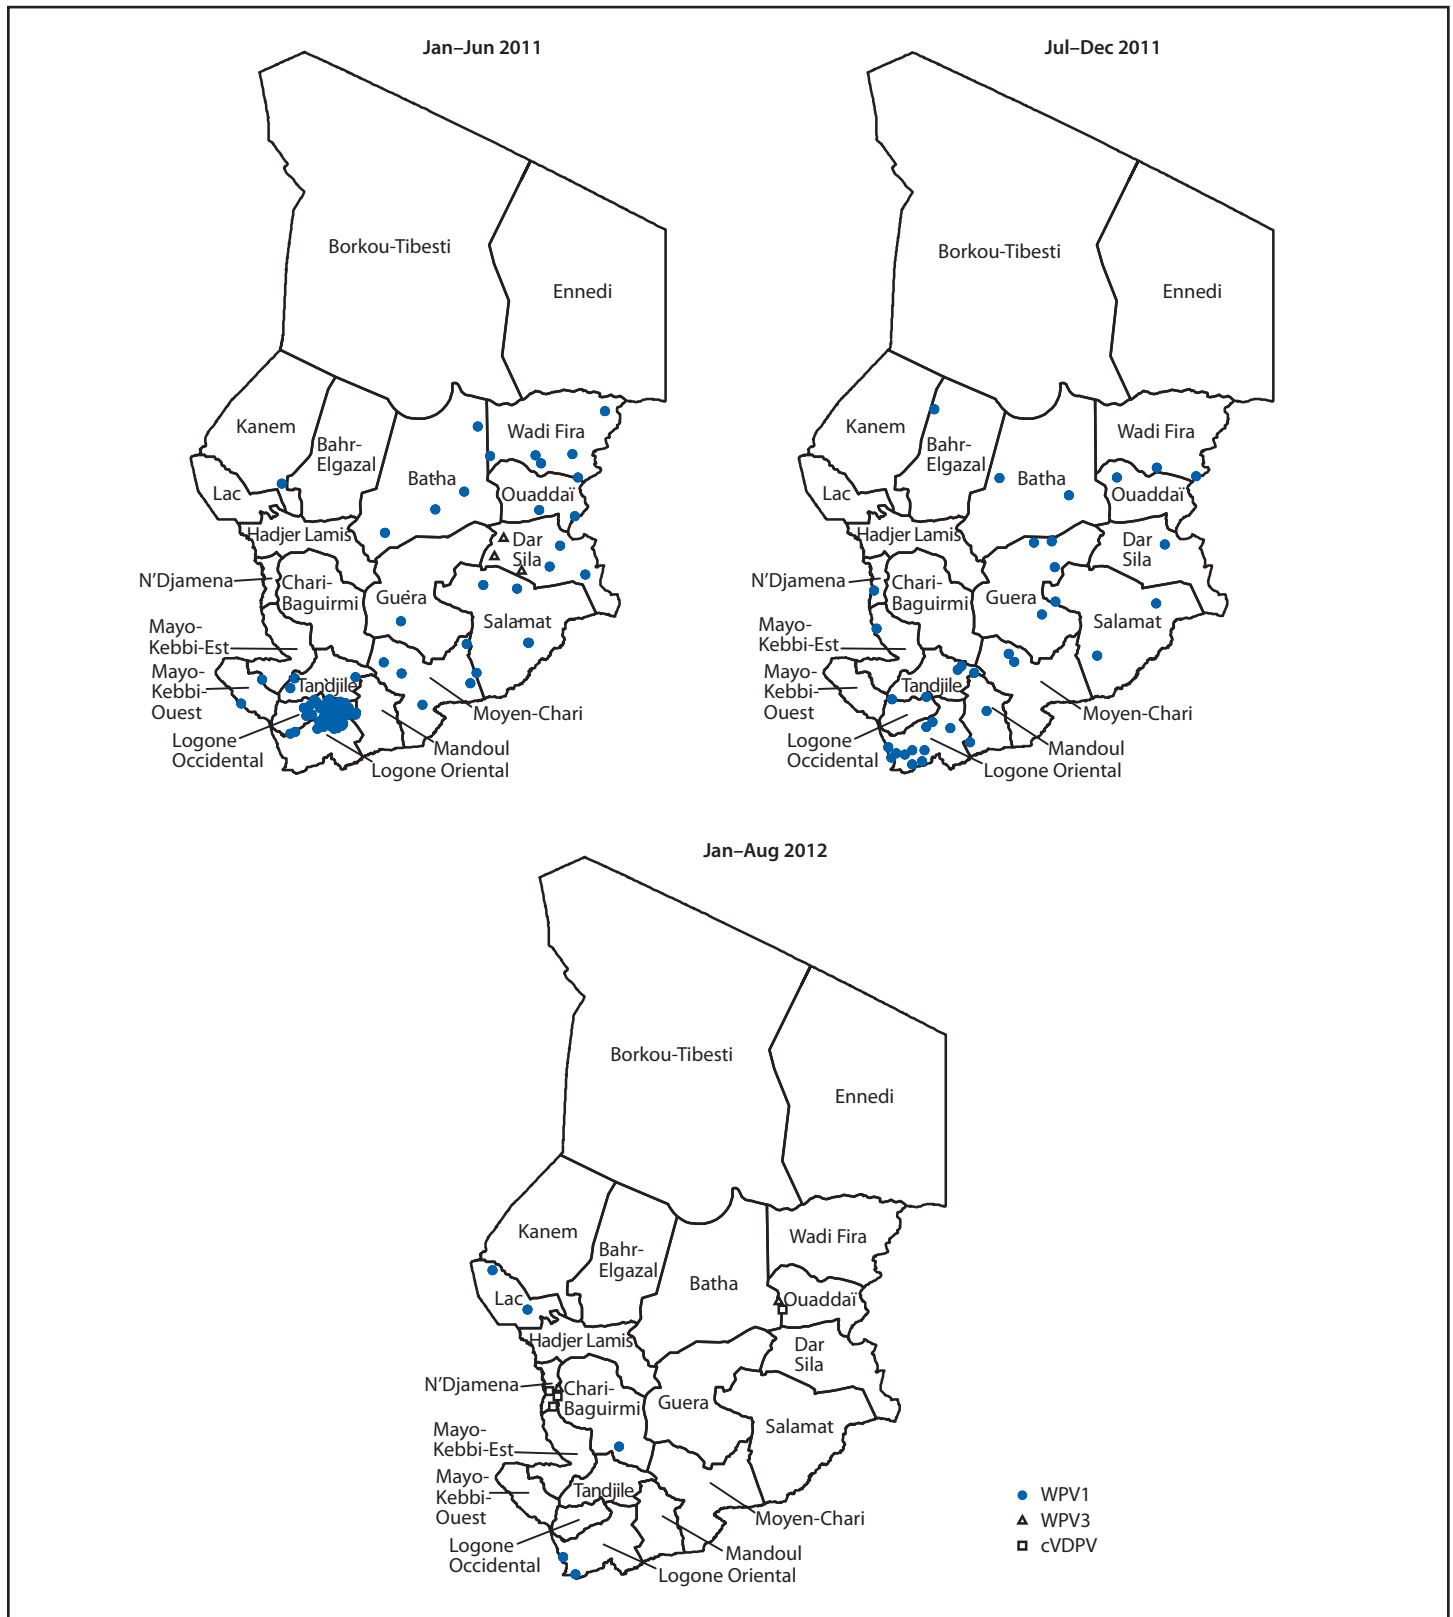 Jan–Jun 2011
Borkou-Tibesti
Ennedi
Kanem
Bahr-
Elgazal
Wadi Fira
Batha
Lac
Ouaddaï
Hadjer Lamis
Dar
Sila
N'Djamena
Chari-
Baguirmi
Guera
Salamat
Mayo-
Kebbi-Est
Mayo-
Kebbi-
Ouest
Tandjile
Moyen-Chari
Logone
Occidental
Mandoul
Logone Oriental
Jul–Dec 2011
Borkou-Tibesti
Ennedi
Kanem
Bahr-
Elgazal
Wadi Fira
Batha
Lac
Ouaddaï
Hadjer Lamis
Dar
Sila
N'Djamena
Chari-
Baguirmi
Guera
Salamat
Mayo-
Kebbi-Est
Mayo-
Kebbi-
Ouest
Tandjile
Moyen-Chari
Logone
Occidental
Mandoul
Logone Oriental
Jan–Aug 2012
Borkou-Tibesti
Ennedi
Kanem
Bahr-
Elgazal
Wadi Fira
Batha
Lac
Ouaddaï
Hadjer Lamis
Dar
Sila
N'Djamena
Chari-
Baguirmi
Guera
Salamat
Mayo-
Kebbi-Est
Mayo-
Kebbi-
Ouest
Tandjile
Moyen-Chari
Logone
Occidental
Mandoul
Logone Oriental
WPV1
WPV3
cVDPV